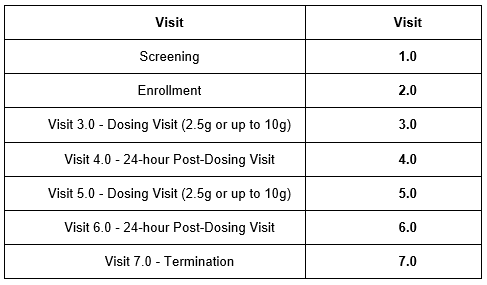 Visit Visit
Screening 1.0
Enrollment 2.0
Visit 3.0 - Dosing Visit (2.5g or up to 10g) 3.0
Visit 4.0 - 24-hour Post-Dosing Visit 4.0
Visit 5.0 - Dosing Visit (2.5g or up to 10g) 5.0
Visit 6.0 - 24-hour Post-Dosing Visit 6.0
Visit 7.0 - Termination 7.0